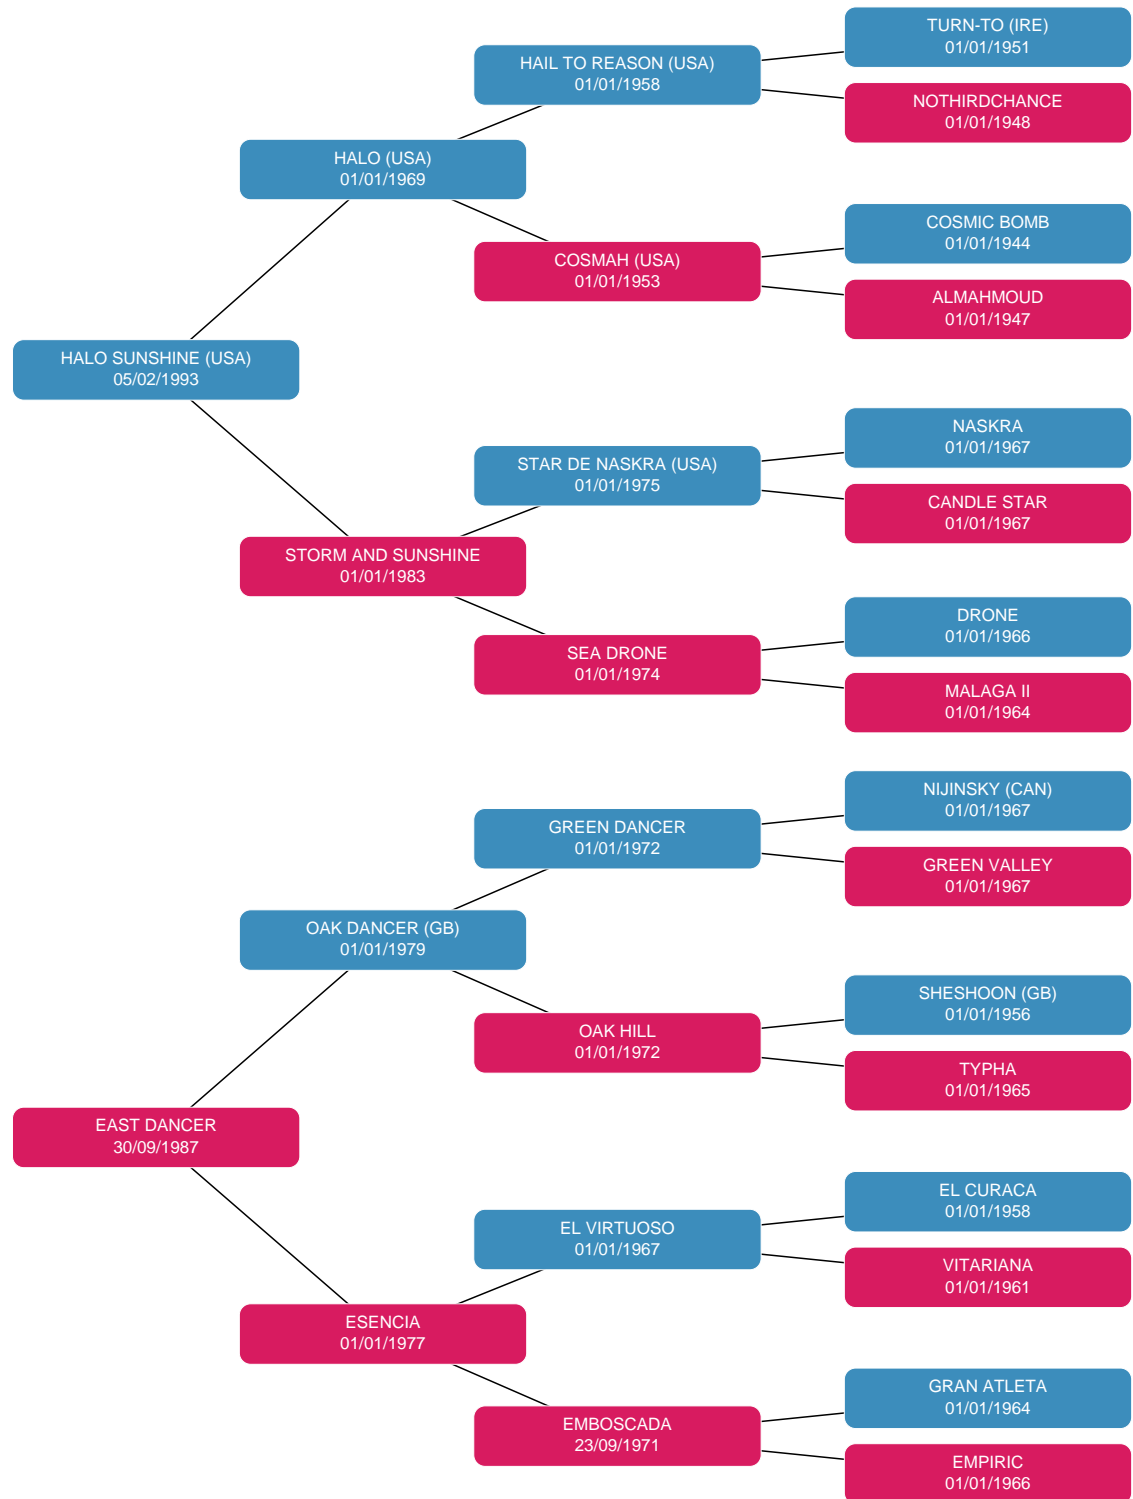 TURN-TO (IRE)
01/01/1951
HAIL TO REASON (USA)
01/01/1958
NOTHIRDCHANCE
01/01/1948
HALO (USA)
01/01/1969
COSMIC BOMB
01/01/1944
COSMAH (USA)
01/01/1953
ALMAHMOUD
01/01/1947
HALO SUNSHINE (USA)
05/02/1993
NASKRA
01/01/1967
STAR DE NASKRA (USA)
01/01/1975
CANDLE STAR
01/01/1967
STORM AND SUNSHINE
01/01/1983
DRONE
01/01/1966
SEA DRONE
01/01/1974
MALAGA II
01/01/1964
NIJINSKY (CAN)
01/01/1967
GREEN DANCER
01/01/1972
GREEN VALLEY
01/01/1967
OAK DANCER (GB)
01/01/1979
SHESHOON (GB)
01/01/1956
OAK HILL
01/01/1972
TYPHA
01/01/1965
EAST DANCER
30/09/1987
EL CURACA
01/01/1958
EL VIRTUOSO
01/01/1967
VITARIANA
01/01/1961
ESENCIA
01/01/1977
GRAN ATLETA
01/01/1964
EMBOSCADA
23/09/1971
EMPIRIC
01/01/1966